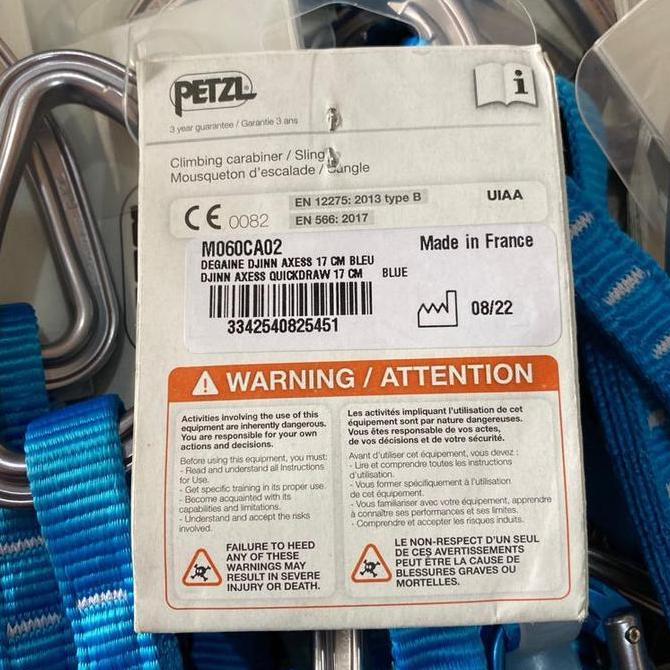 PETZL
i
3 year guarantee / Garantie 3 ans
Climbing carabiner / Sling
Mousqueton d'escalade / Sangle
CE 0082
EN 12275: 2013 type B
EN 566: 2017
UIAA
M060CA02
Made in France
DEGAINE DJINN AXESS 17 CM BLEU
DJINN AXESS QUICKDRAW 17 CM BLUE
3342540825451
08/22
WARNING / ATTENTION
Activities involving the use of this
equipment are inherently dangerous.
You are responsible for your own
actions and decisions.
Before using this equipment, you must:
- Read and understand all Instructions
for Use.
- Get specific training in its proper use.
- Become acquainted with its
capabilities and limitations.
- Understand and accept the risks
involved.
FAILURE TO HEED
ANY OF THESE
WARNINGS MAY
RESULT IN SEVERE
INJURY OR DEATH.
Les activités impliquant l'utilisation de cet
équipement sont par nature dangereuses.
Vous êtes responsable de vos actes,
de vos décisions et de votre sécurité.
Avant d'utiliser cet équipement, vous devez :
- Lire et comprendre toutes les instructions
d'utilisation.
- Vous former spécifiquement à l'utilisation
de cet équipement.
- Vous familiariser avec votre équipement, apprendre
à connaître ses performances et ses limites.
- Comprendre et accepter les risques induits.
LE NON-RESPECT D'UN SEUL
DE CES AVERTISSEMENTS
PEUT ÊTRE LA CAUSE DE
BLESSURES GRAVES OU
MORTELLES.